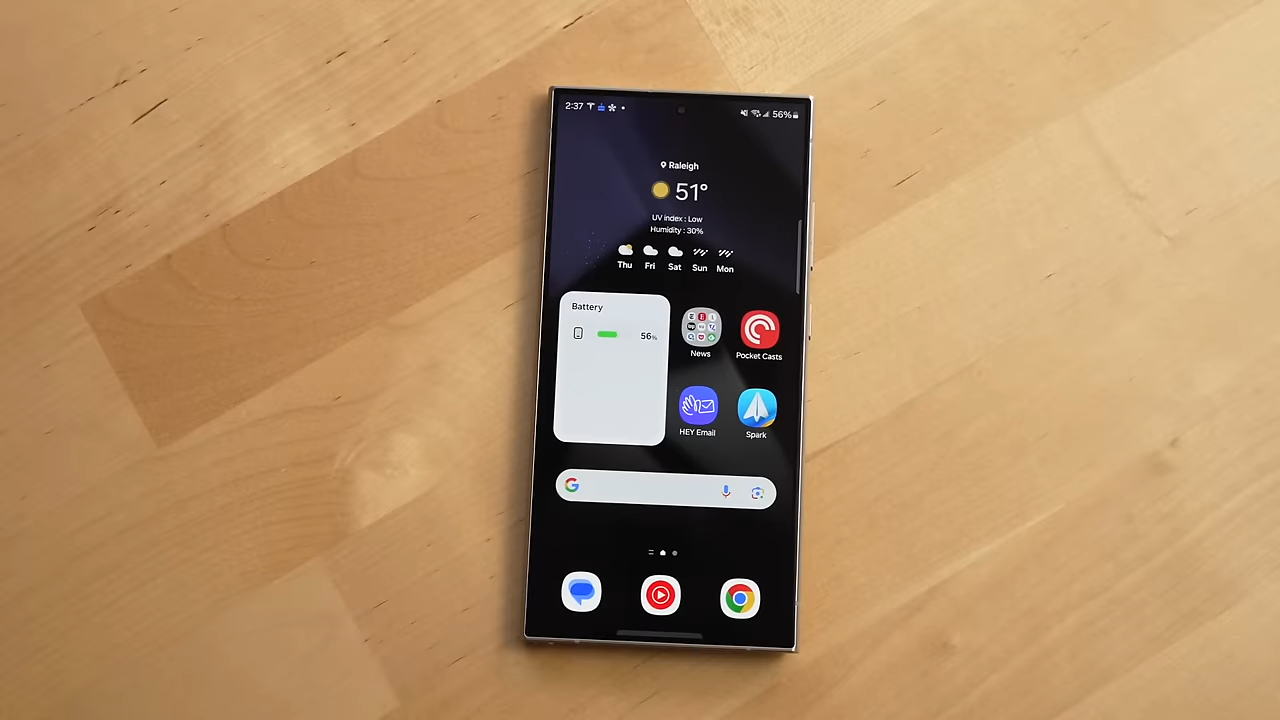 2:37
56%
Raleigh
51°
UV index : Low
Humidity : 30%
Thu Fri Sat Sun Mon
Battery
56%
News
Pocket Casts
HEY Email
Spark